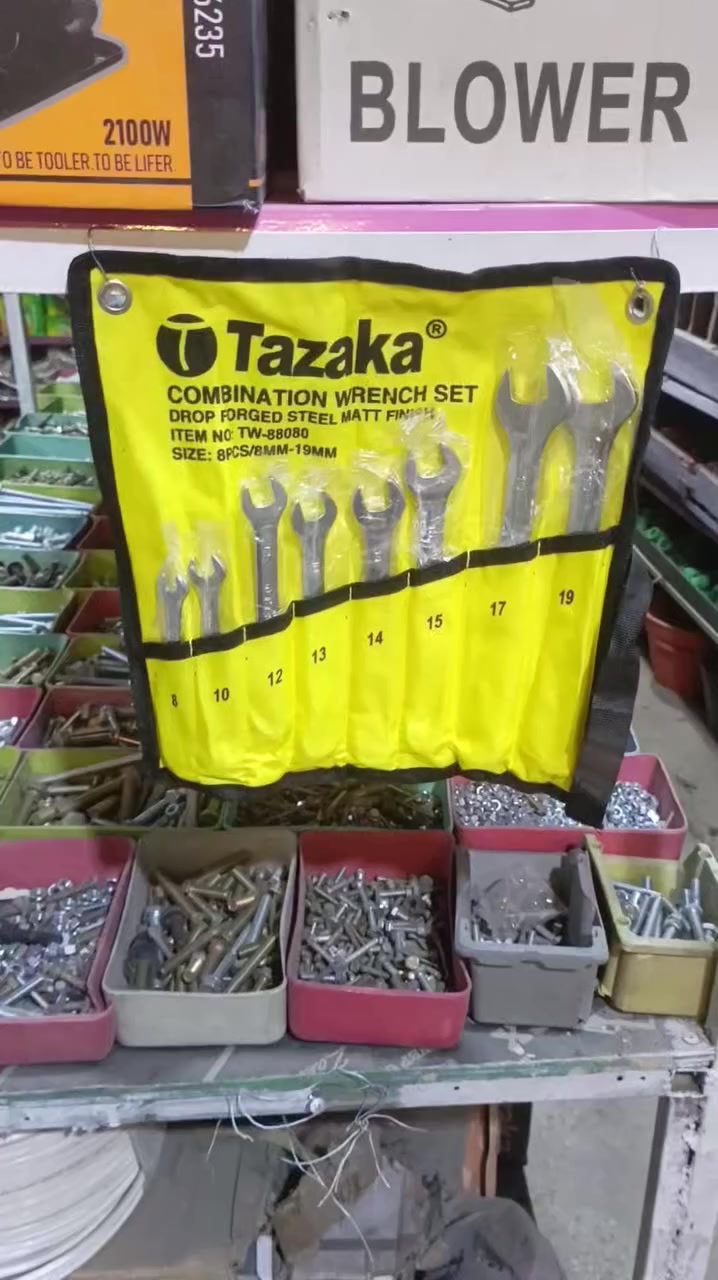 6235
2100W
TO BE TOOLER.TO BE LIFER
BLOWER
Tazaka®
COMBINATION WRENCH SET
DROP FORGED STEEL MATT FINISH
ITEM NO: TW-88080
SIZE: 8PCS/8MM-19MM
8
10
12
13
14
15
17
19